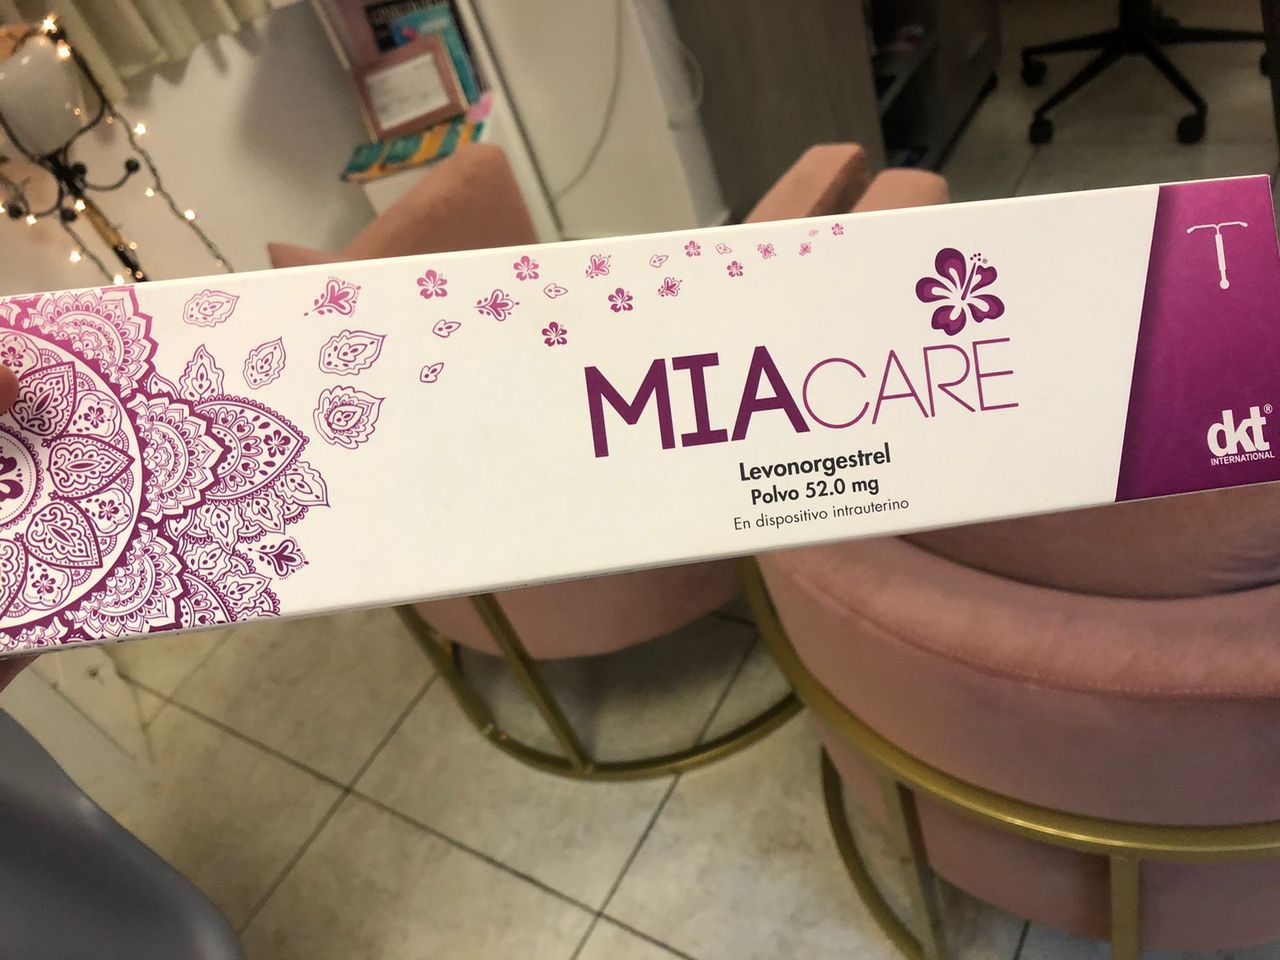 MIACARE
Levonorgestrel
Polvo 52.0 mg
En dispositivo intrauterino
dkt®
INTERNATIONAL